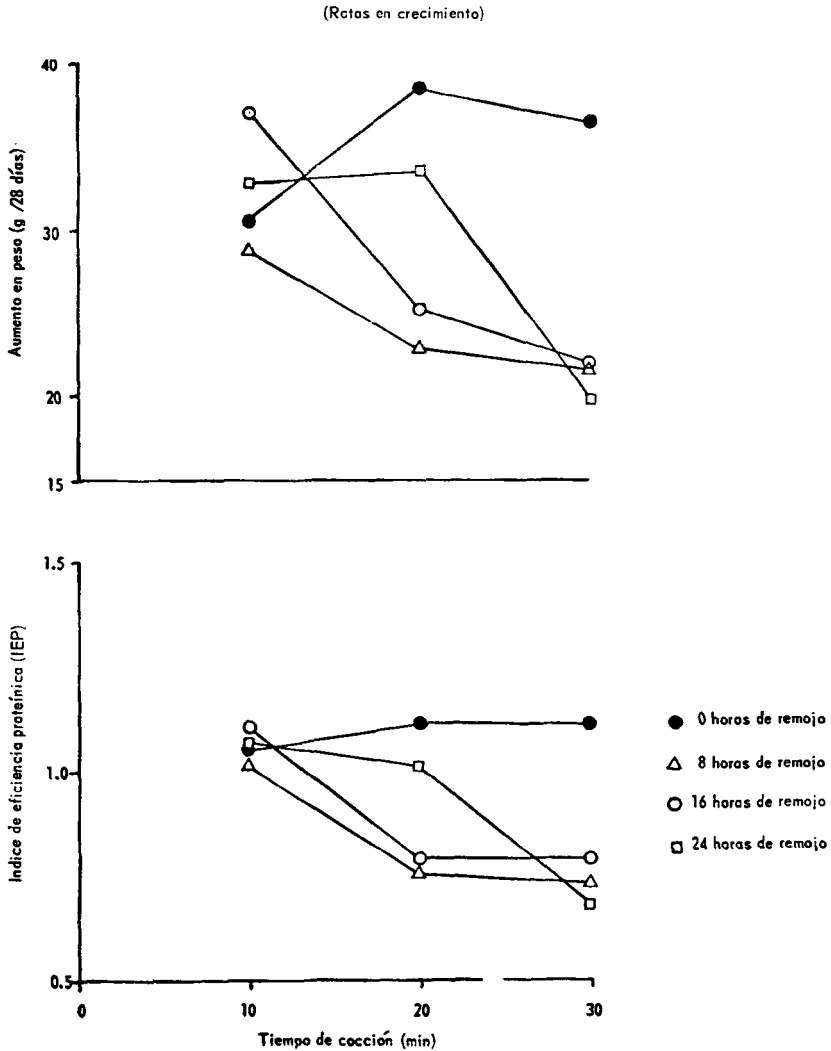 (Ratas en crecimiento)
40
30
20
15
Aumento en peso (g /28 días)
1.5
1.0
0.5
Indice de eficiencia proteínica (IEP)
0 horas de remojo
8 horas de remojo
16 horas de remojo
24 horas de remojo
0
10
20
30
Tiempo de cocción (min)